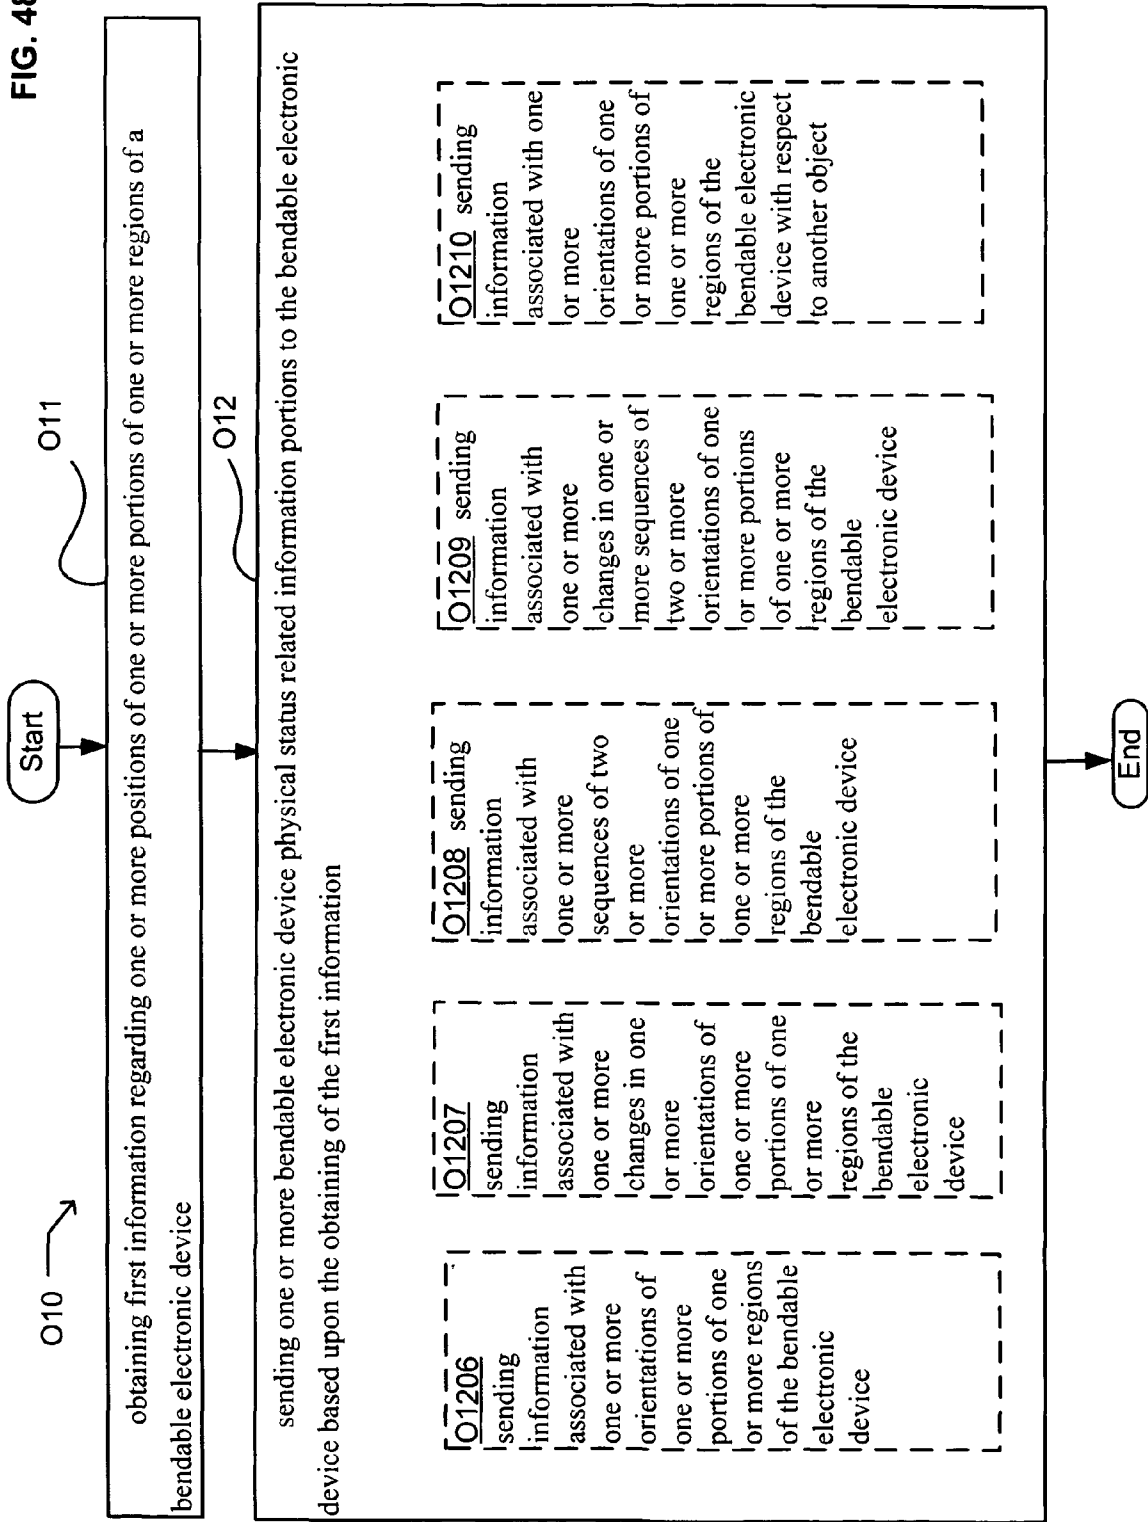 FIG. 48
Start
O10
O11
obtaining first information regarding one or more positions of one or more portions of one or more regions of a
bendable electronic device
O12
sending one or more bendable electronic device physical status related information portions to the bendable electronic
device based upon the obtaining of the first information
O1206
sending
information
associated with
one or more
orientations of
one or more
portions of one
or more regions
of the bendable
electronic
device
O1207
sending
information
associated with
one or more
changes in one
or more
orientations of
one or more
portions of one
or more
regions of the
bendable
electronic
device
O1208 sending
information
associated with
one or more
sequences of two
or more
orientations of one
or more portions of
one or more
regions of the
bendable
electronic device
O1209 sending
information
associated with
one or more
changes in one or
more sequences of
two or more
orientations of one
or more portions
of one or more
regions of the
bendable
electronic device
O1210 sending
information
associated with one
or more
orientations of one
or more portions of
one or more
regions of the
bendable electronic
device with respect
to another object
End